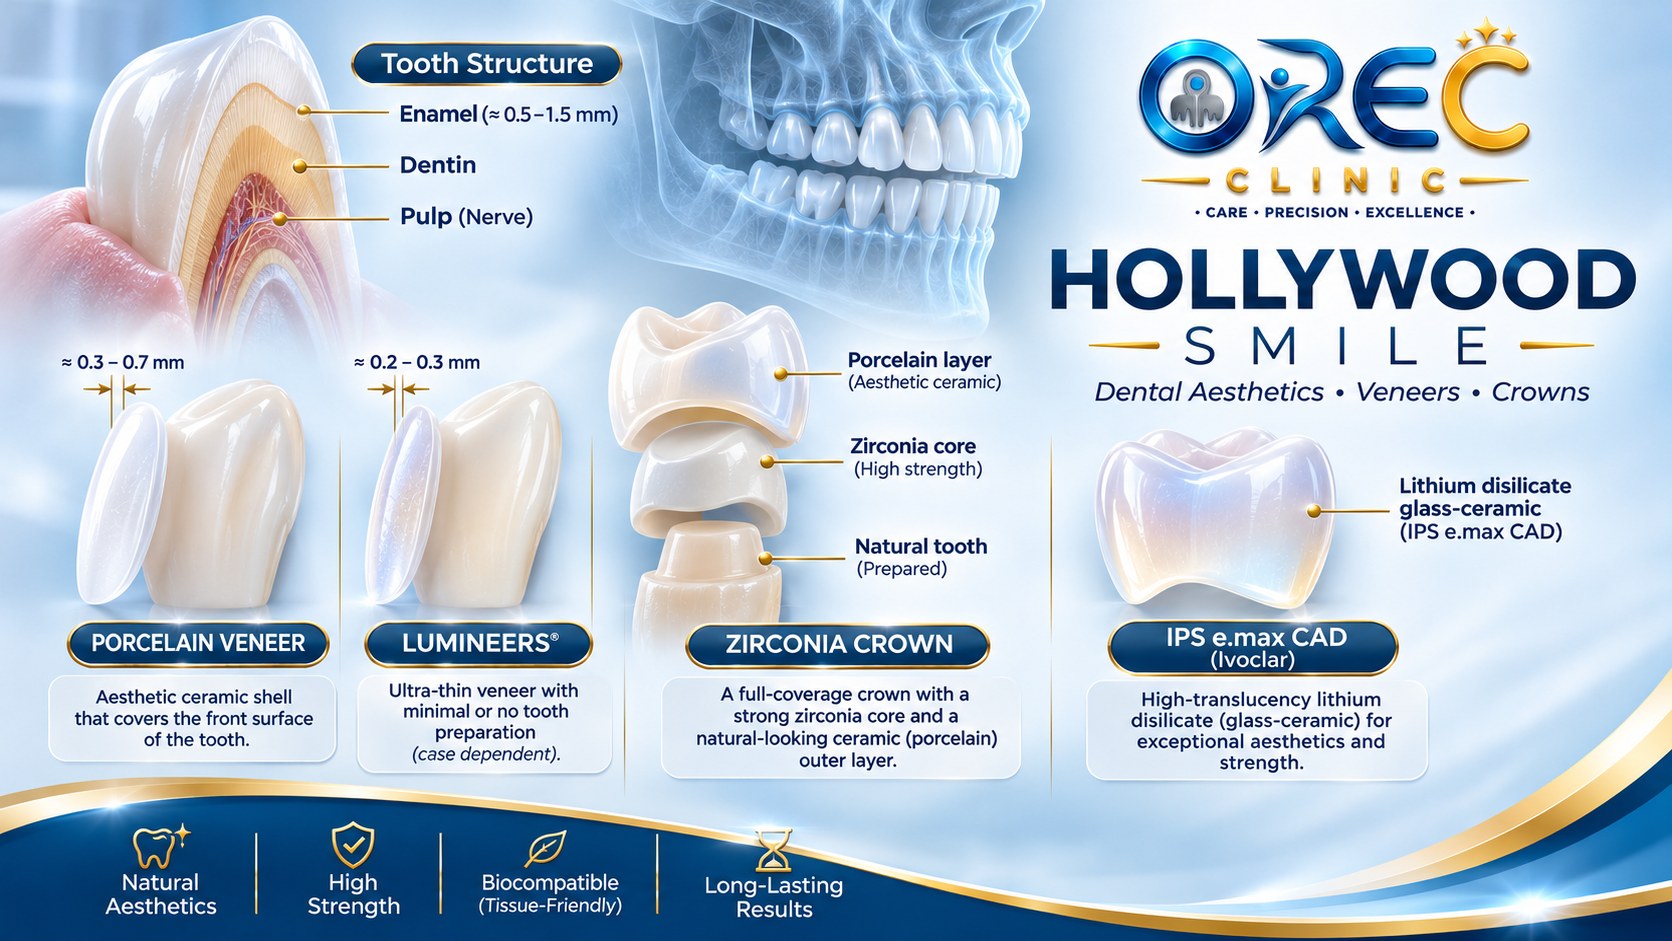 Tooth Structure
Enamel (≈ 0.5–1.5 mm)
Dentin
Pulp (Nerve)
OREC
CLINIC
• CARE • PRECISION • EXCELLENCE •
HOLLYWOOD
SMILE
Dental Aesthetics • Veneers • Crowns
≈ 0.3 – 0.7 mm
PORCELAIN VENEER
Aesthetic ceramic shell
that covers the front surface
of the tooth.
≈ 0.2 – 0.3 mm
LUMINEERS®
Ultra-thin veneer with
minimal or no tooth
preparation
(case dependent).
Porcelain layer
(Aesthetic ceramic)
Zirconia core
(High strength)
Natural tooth
(Prepared)
ZIRCONIA CROWN
A full-coverage crown with a
strong zirconia core and a
natural-looking ceramic (porcelain)
outer layer.
Lithium disilicate
glass-ceramic
(IPS e.max CAD)
IPS e.max CAD
(Ivoclar)
High-translucency lithium
disilicate (glass-ceramic) for
exceptional aesthetics and
strength.
Natural
Aesthetics
High
Strength
Biocompatible
(Tissue-Friendly)
Long-Lasting
Results